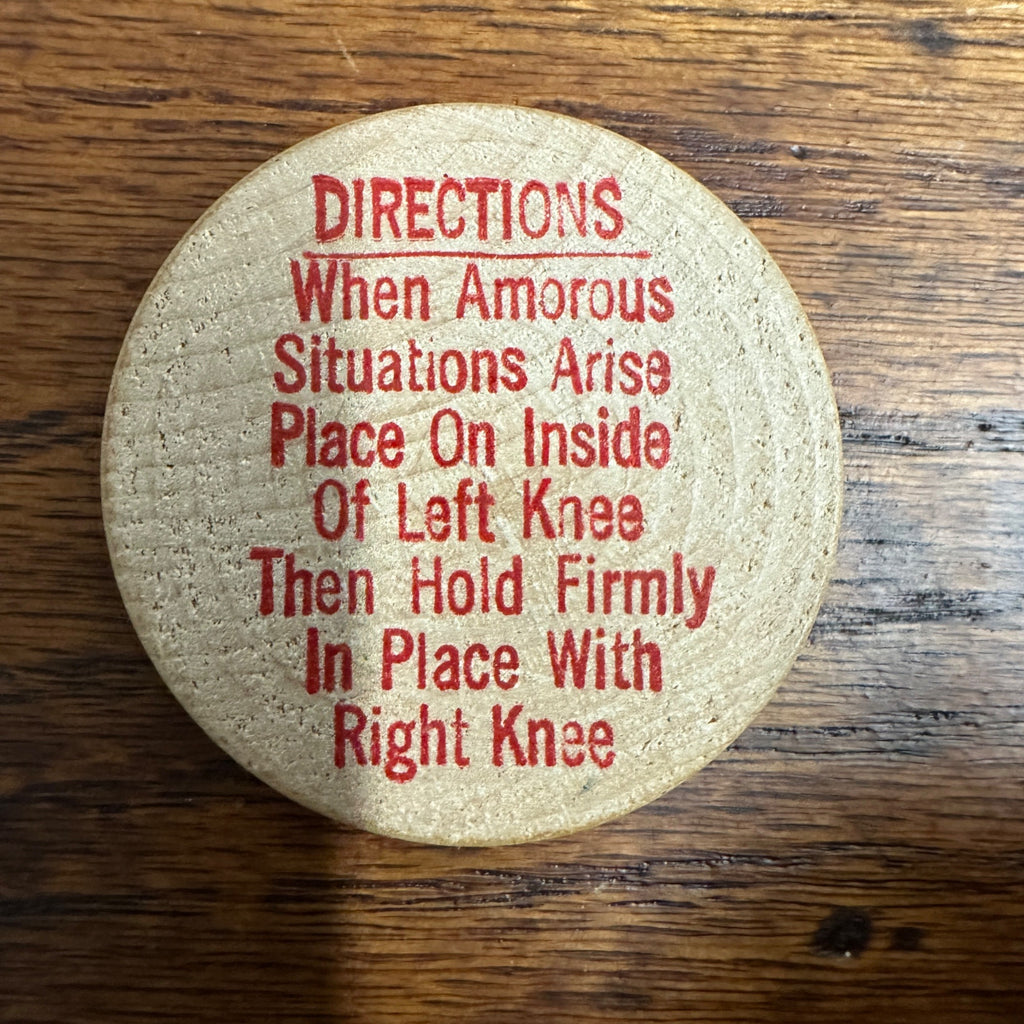 DIRECTIONS
When Amorous
Situations Arise
Place On Inside
Of Left Knee
Then Hold Firmly
In Place With
Right Knee